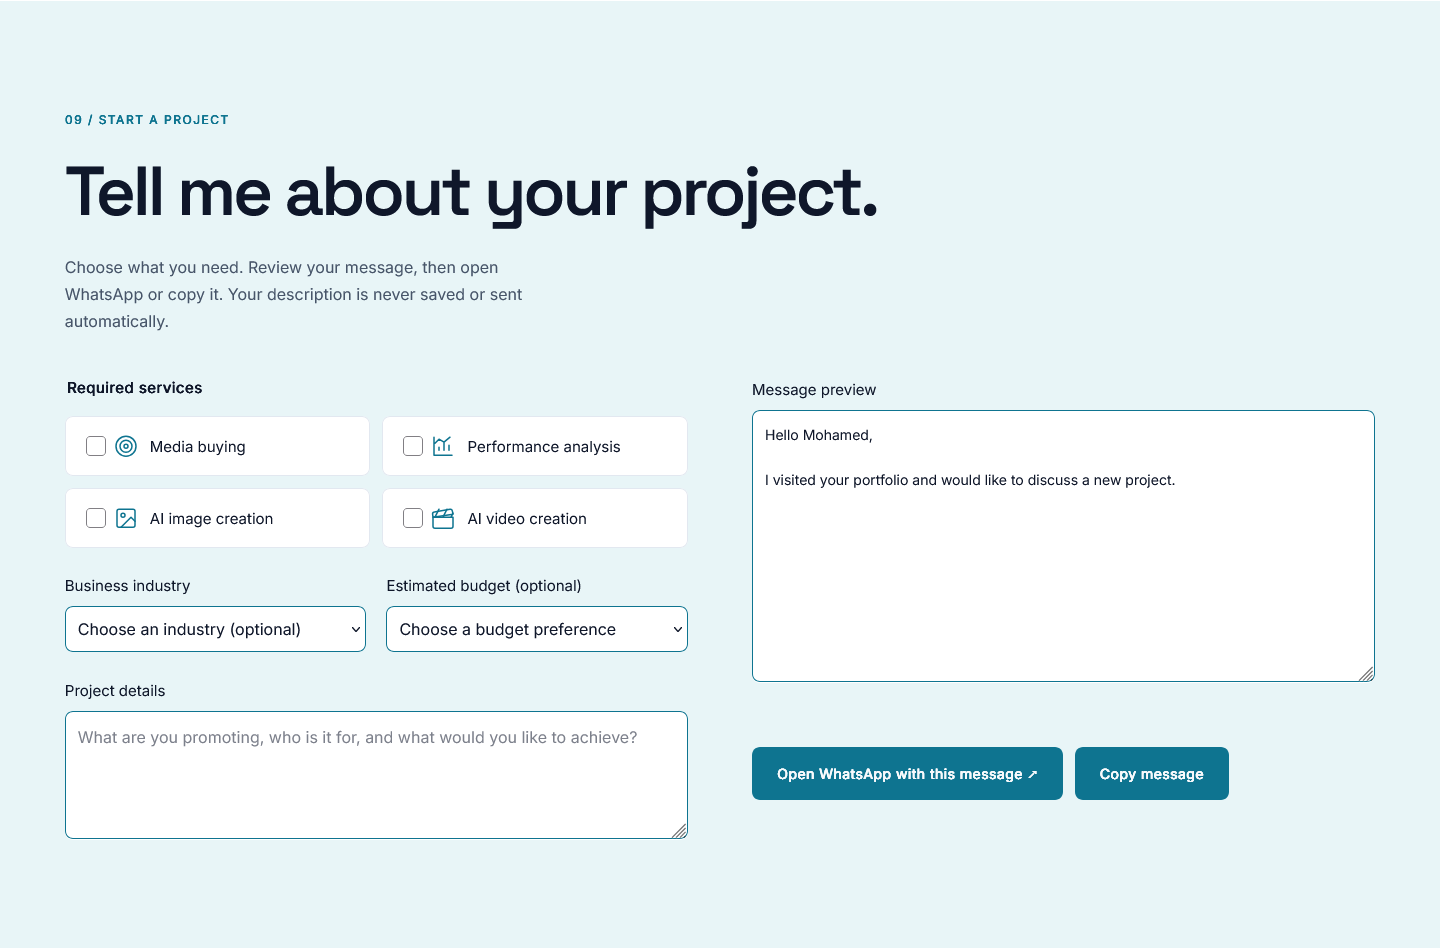 09 / START A PROJECT
Tell me about your project.
Choose what you need. Review your message, then open
WhatsApp or copy it. Your description is never saved or sent
automatically.
Required services
Media buying
Performance analysis
AI image creation
AI video creation
Business industry
Estimated budget (optional)
Choose an industry (optional)
Choose a budget preference
Project details
What are you promoting, who is it for, and what would you like to achieve?
Message preview
Hello Mohamed,
I visited your portfolio and would like to discuss a new project.
Open WhatsApp with this message ↗
Copy message